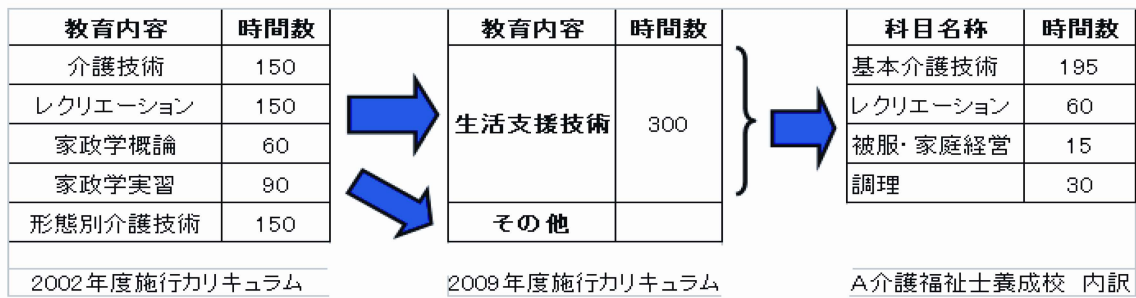 教育内容 時間数
介護技術 150
レクリエーション 150
家政学概論 60
家政学実習 90
形態別介護技術 150
2002年度施行カリキュラム
教育内容 時間数
生活支援技術 300
その他
2009年度施行カリキュラム
科目名称 時間数
基本介護技術 195
レクリエーション 60
被服・家庭経営 15
調理 30
A介護福祉士養成校 内訳